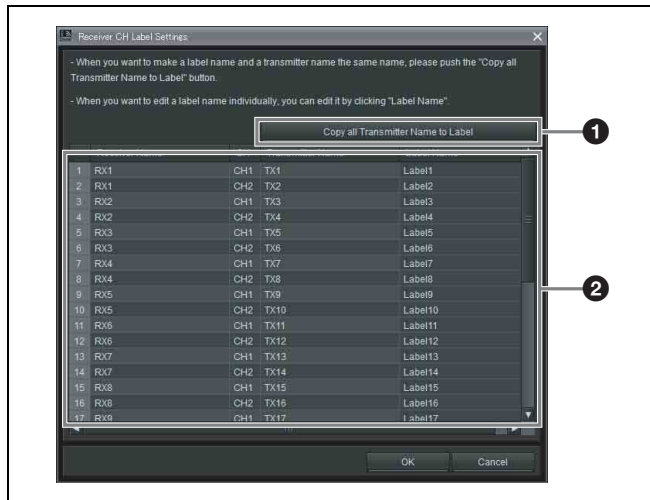 Receiver CH Label Settings
- When you want to make a label name and a transmitter name the same name, please push the "Copy all
Transmitter Name to Label" button.
- When you want to edit a label name individually, you can edit it by clicking "Label Name".
Copy all Transmitter Name to Label
1
1 RX1 CH1 TX1 Label1
2 RX1 CH2 TX2 Label2
3 RX2 CH1 TX3 Label3
4 RX2 CH2 TX4 Label4
5 RX3 CH1 TX5 Label5
6 RX3 CH2 TX6 Label6
7 RX4 CH1 TX7 Label7
8 RX4 CH2 TX8 Label8
9 RX5 CH1 TX9 Label9
2
10 RX5 CH2 TX10 Label10
11 RX6 CH1 TX11 Label11
12 RX6 CH2 TX12 Label12
13 RX7 CH1 TX13 Label13
14 RX7 CH2 TX14 Label14
15 RX8 CH1 TX15 Label15
16 RX8 CH2 TX16 Label16
17 RX9 CH1 TX17 Label17
OK Cancel